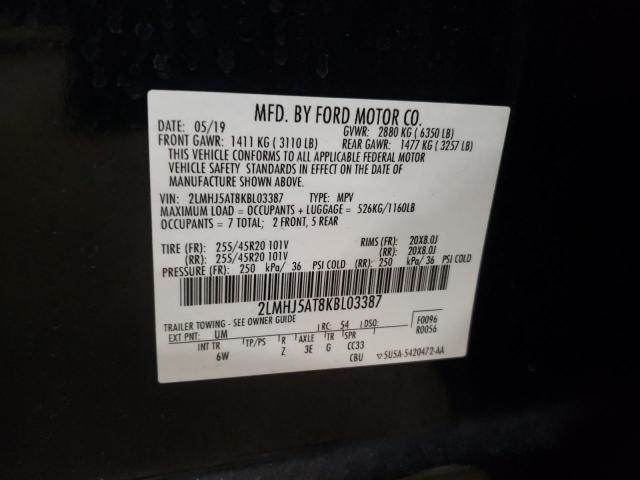 MFD. BY FORD MOTOR CO.
DATE: 05/19 GVWR: 2880 KG ( 6350 LB)
FRONT GAWR: 1411 KG ( 3110 LB) REAR GAWR: 1477 KG ( 3257 LB)
THIS VEHICLE CONFORMS TO ALL APPLICABLE FEDERAL MOTOR
VEHICLE SAFETY STANDARDS IN EFFECT ON THE DATE OF
MANUFACTURE SHOWN ABOVE.
VIN: 2LMHJ5AT8KBL03387 TYPE: MPV
MAXIMUM LOAD = OCCUPANTS + LUGGAGE = 526KG/1160LB
OCCUPANTS = 7 TOTAL; 2 FRONT, 5 REAR
TIRE (FR): 255/45R20 101V RIMS (FR): 20X8.0J
(RR): 255/45R20 101V (RR): 20X8.0J
PRESSURE (FR): 250 kPa/ 36 PSI COLD (RR): 250 kPa/ 36 PSI COLD
2LMHJ5AT8KBL03387
TRAILER TOWING - SEE OWNER GUIDE
EXT PNT: UM RC: 54 DSO: F0096
R0056
INT TR TP/PS R AXLE TR SPR
6W Z 3E G CC33
CBU 5U5A-5420472-AA